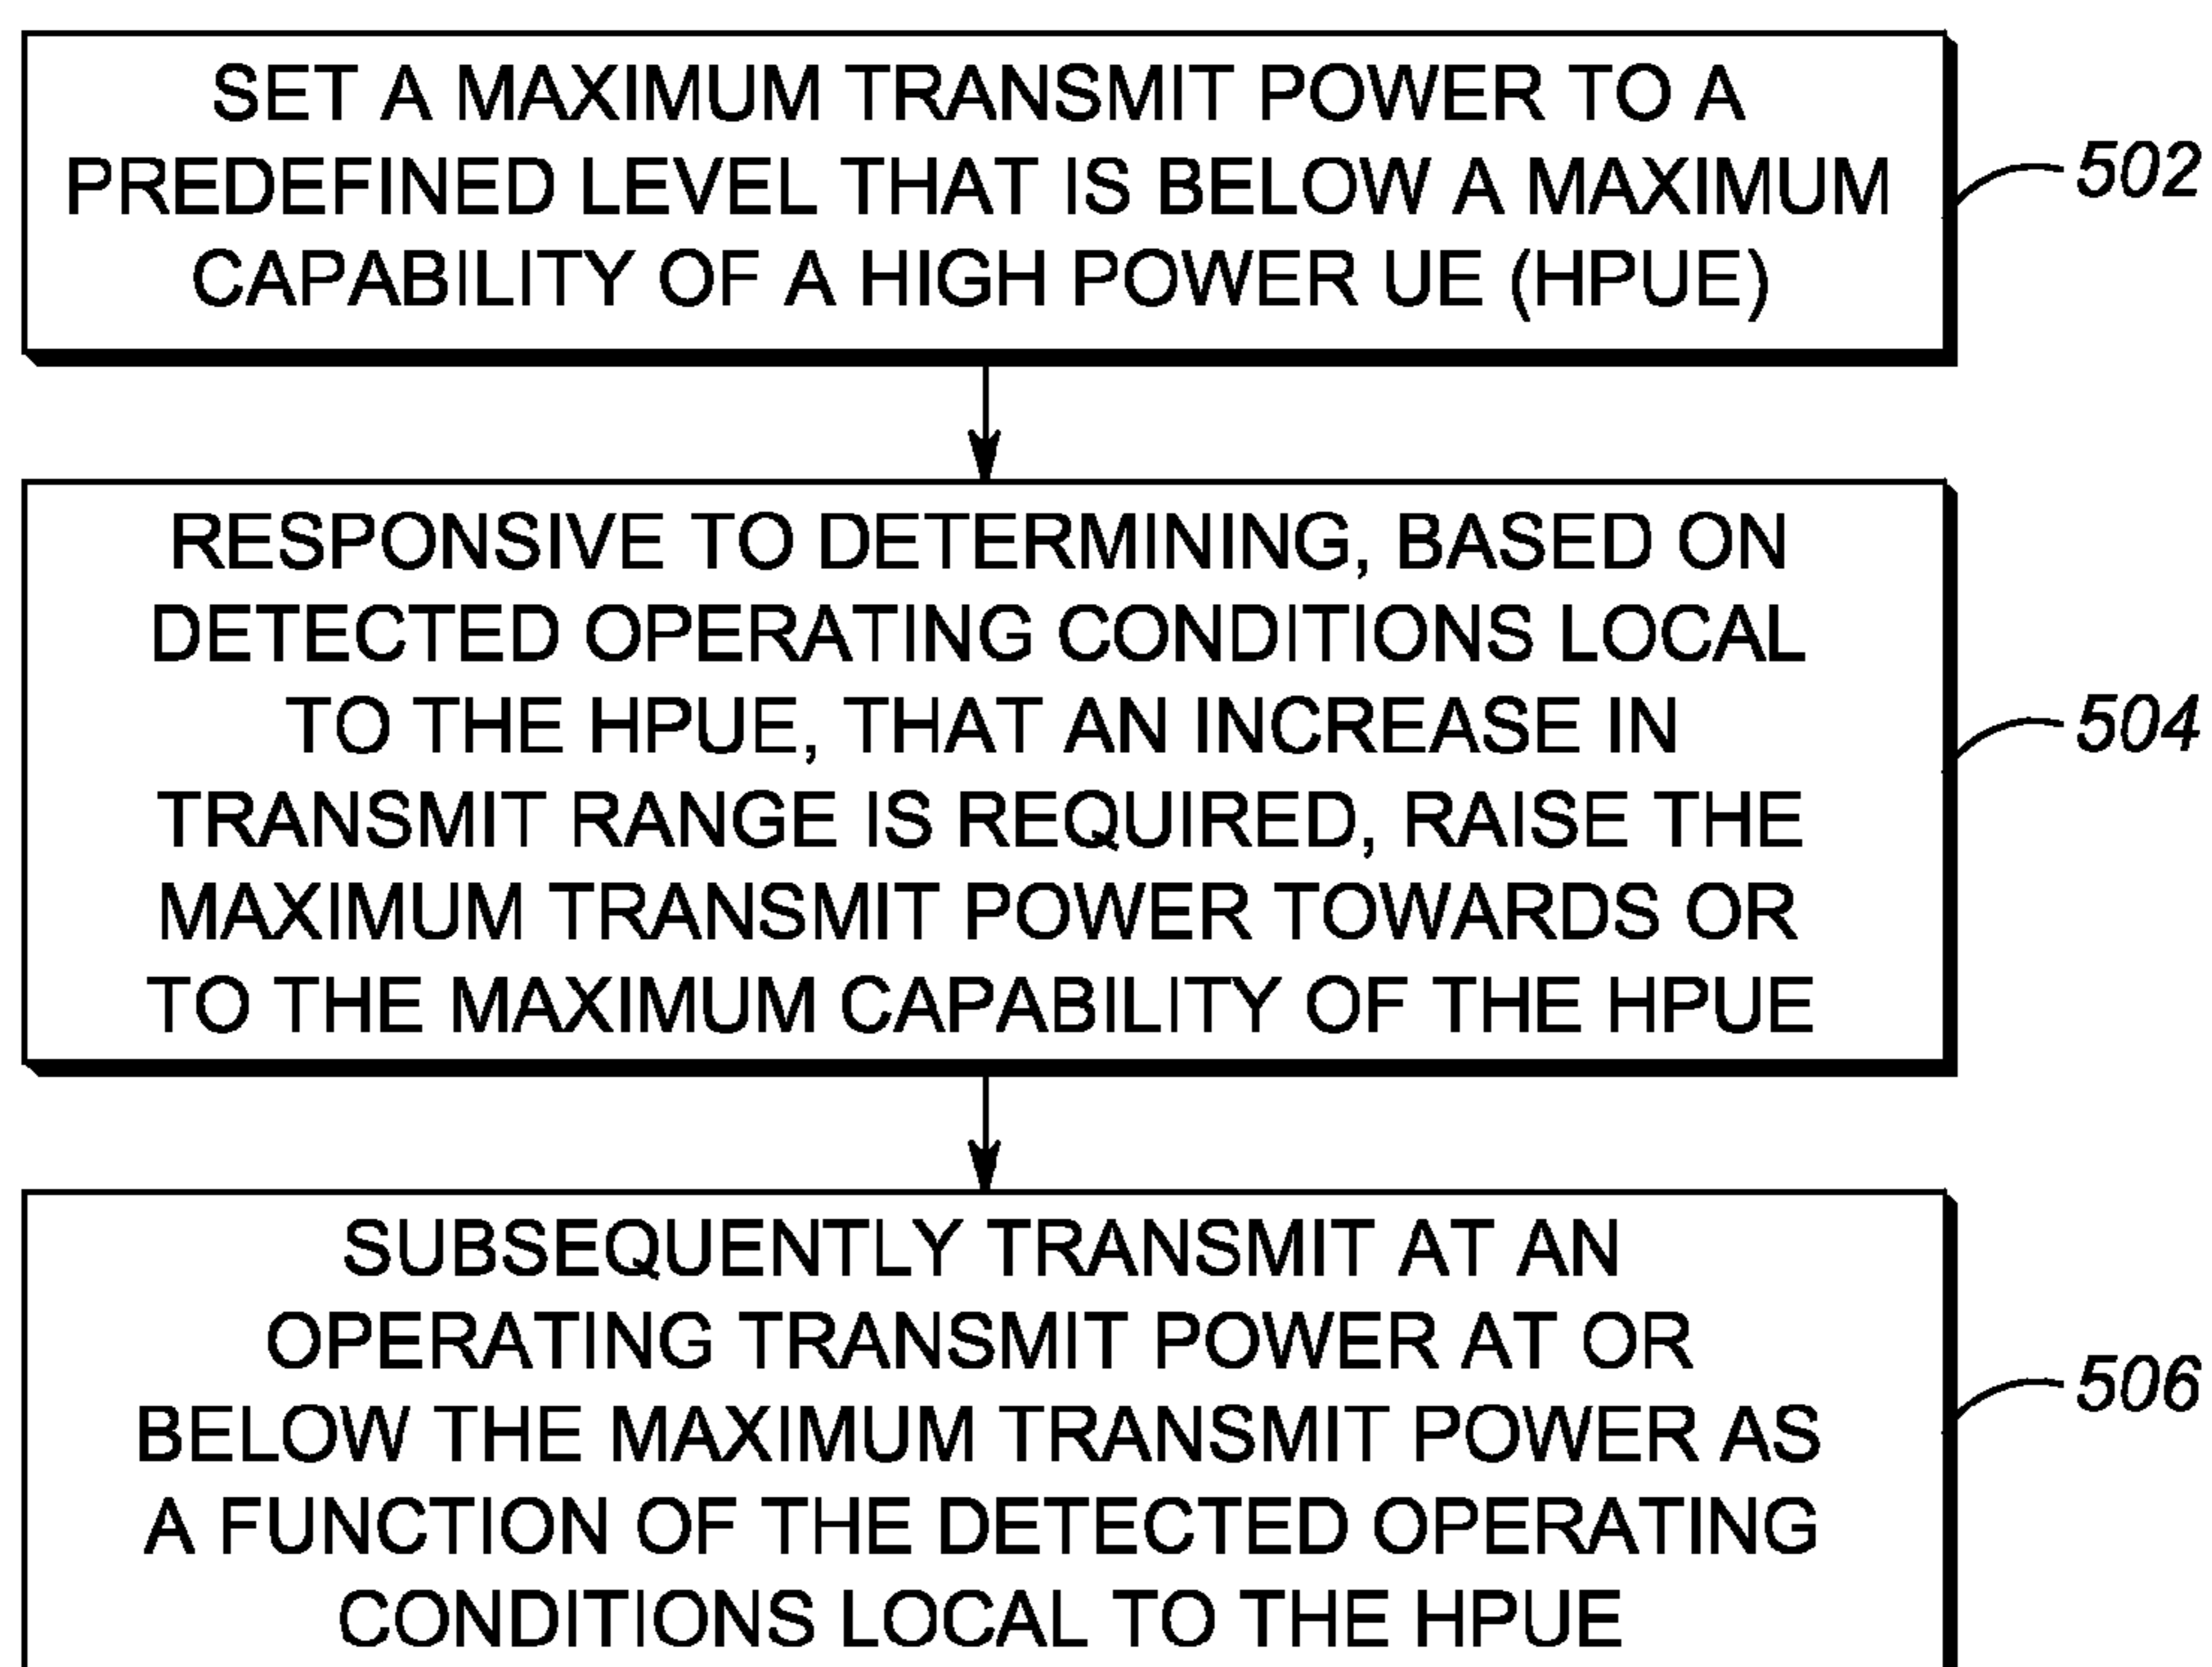 SET A MAXIMUM TRANSMIT POWER TO A
PREDEFINED LEVEL THAT IS BELOW A MAXIMUM
CAPABILITY OF A HIGH POWER UE (HPUE)
502
RESPONSIVE TO DETERMINING, BASED ON
DETECTED OPERATING CONDITIONS LOCAL
TO THE HPUE, THAT AN INCREASE IN
TRANSMIT RANGE IS REQUIRED, RAISE THE
MAXIMUM TRANSMIT POWER TOWARDS OR
TO THE MAXIMUM CAPABILITY OF THE HPUE
504
SUBSEQUENTLY TRANSMIT AT AN
OPERATING TRANSMIT POWER AT OR
BELOW THE MAXIMUM TRANSMIT POWER AS
A FUNCTION OF THE DETECTED OPERATING
CONDITIONS LOCAL TO THE HPUE
506